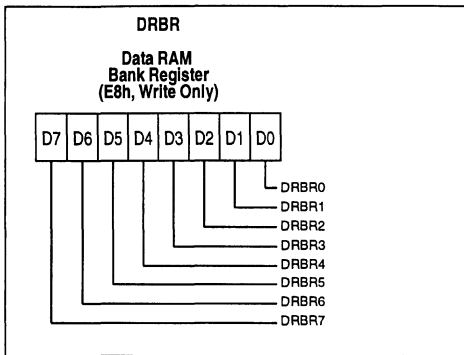 DRBR
Data RAM
Bank Register
(E8h, Write Only)
D7 D6 D5 D4 D3 D2 D1 D0
DRBR0
DRBR1
DRBR2
DRBR3
DRBR4
DRBR5
DRBR6
DRBR7